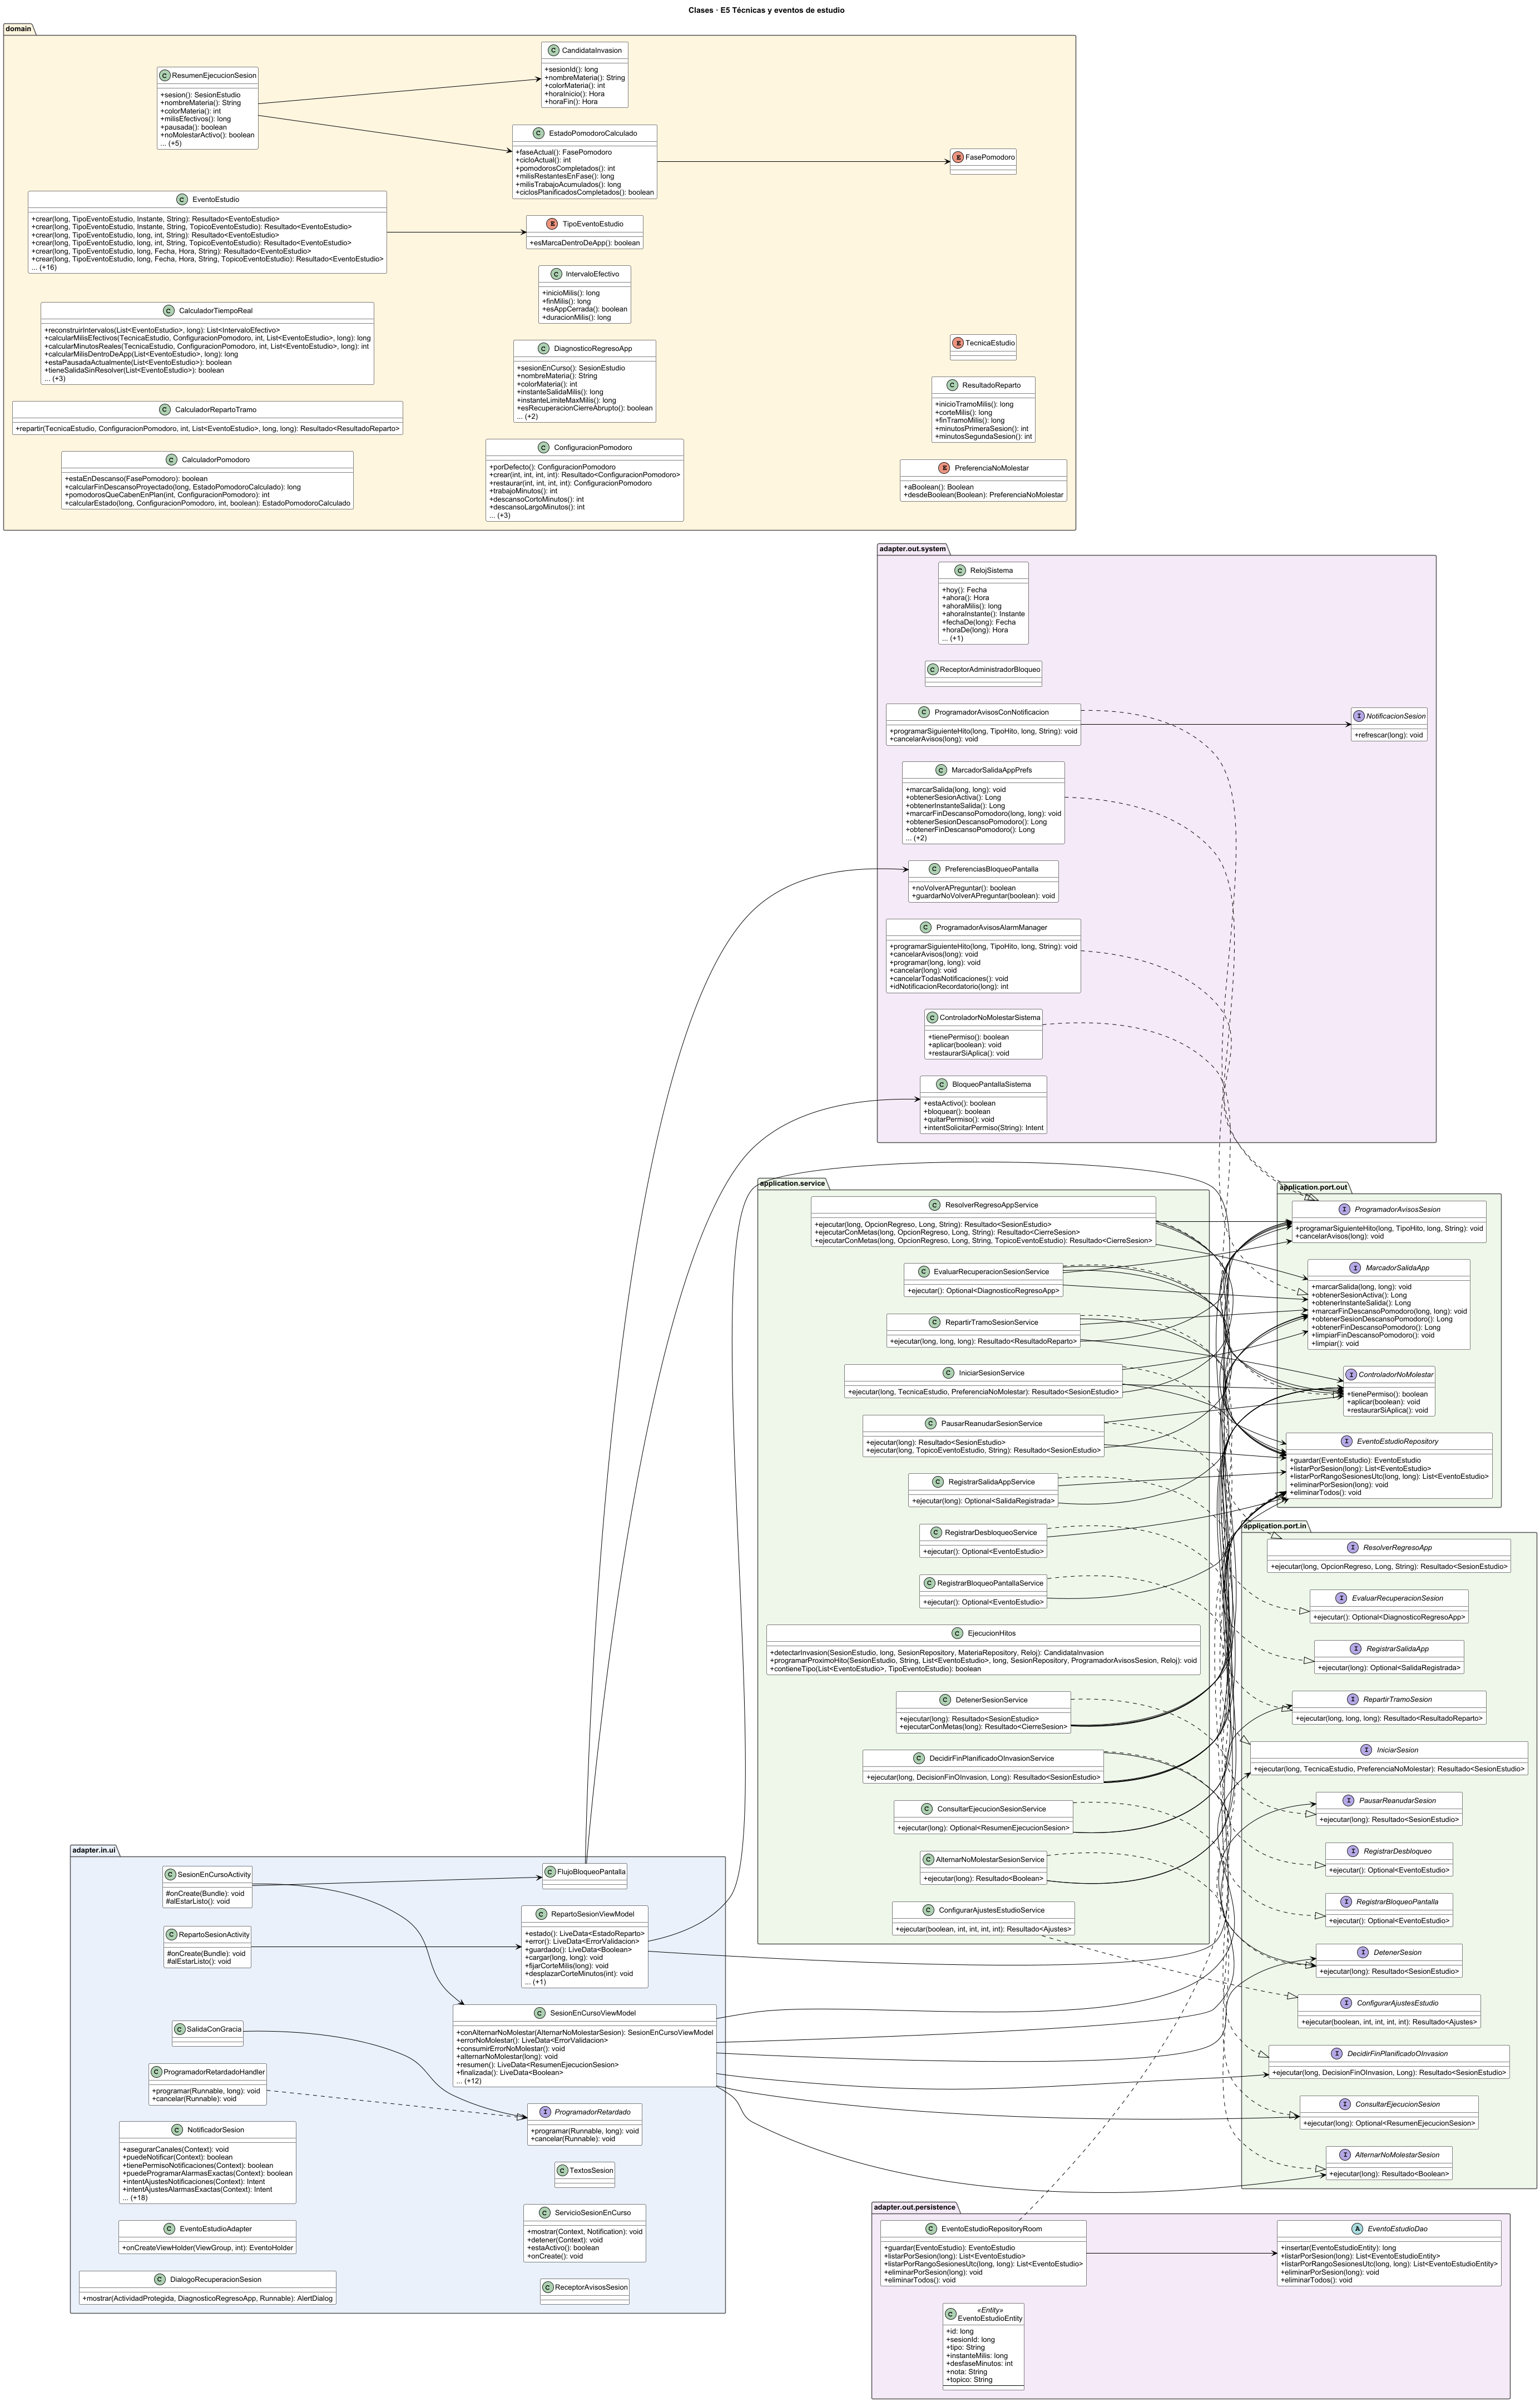 Clases · E5 Técnicas y eventos de estudio
domain
ResumenEjecucionSesion
+sesion(): SesionEstudio
+nombreMateria(): String
+colorMateria(): int
+milisEfectivos(): long
+pausada(): boolean
+noMolestarActivo(): boolean
... (+5)
CandidataInvasion
+sesionId(): long
+nombreMateria(): String
+colorMateria(): int
+horaInicio(): Hora
+horaFin(): Hora
EstadoPomodoroCalculado
+faseActual(): FasePomodoro
+cicloActual(): int
+pomodorosCompletados(): int
+milisRestantesEnFase(): long
+milisTrabajoAcumulados(): long
+ciclosPlanificadosCompletados(): boolean
FasePomodoro
EventoEstudio
+crear(long, TipoEventoEstudio, Instante, String): Resultado<EventoEstudio>
+crear(long, TipoEventoEstudio, Instante, String, TopicoEventoEstudio): Resultado<EventoEstudio>
+crear(long, TipoEventoEstudio, long, int, String): Resultado<EventoEstudio>
+crear(long, TipoEventoEstudio, long, int, String, TopicoEventoEstudio): Resultado<EventoEstudio>
+crear(long, TipoEventoEstudio, long, Fecha, Hora, String): Resultado<EventoEstudio>
+crear(long, TipoEventoEstudio, long, Fecha, Hora, String, TopicoEventoEstudio): Resultado<EventoEstudio>
... (+16)
TipoEventoEstudio
+esMarcaDentroDeApp(): boolean
IntervaloEfectivo
+inicioMilis(): long
+finMilis(): long
+esAppCerrada(): boolean
+duracionMilis(): long
CalculadorTiempoReal
+reconstruirIntervalos(List<EventoEstudio>, long): List<IntervaloEfectivo>
+calcularMilisEfectivos(TecnicaEstudio, ConfiguracionPomodoro, int, List<EventoEstudio>, long): long
+calcularMinutosReales(TecnicaEstudio, ConfiguracionPomodoro, int, List<EventoEstudio>, long): int
+calcularMilisDentroDeApp(List<EventoEstudio>, long): long
+estaPausadaActualmente(List<EventoEstudio>): boolean
+tieneSalidaSinResolver(List<EventoEstudio>): boolean
... (+3)
DiagnosticoRegresoApp
+sesionEnCurso(): SesionEstudio
+nombreMateria(): String
+colorMateria(): int
+instanteSalidaMilis(): long
+instanteLimiteMaxMilis(): long
+esRecuperacionCierreAbrupto(): boolean
... (+2)
TecnicaEstudio
ResultadoReparto
+inicioTramoMilis(): long
+corteMilis(): long
+finTramoMilis(): long
+minutosPrimeraSesion(): int
+minutosSegundaSesion(): int
CalculadorRepartoTramo
+repartir(TecnicaEstudio, ConfiguracionPomodoro, int, List<EventoEstudio>, long, long): Resultado<ResultadoReparto>
CalculadorPomodoro
+estaEnDescanso(FasePomodoro): boolean
+calcularFinDescansoProyectado(long, EstadoPomodoroCalculado): long
+pomodorosQueCabenEnPlan(int, ConfiguracionPomodoro): int
+calcularEstado(long, ConfiguracionPomodoro, int, boolean): EstadoPomodoroCalculado
ConfiguracionPomodoro
+porDefecto(): ConfiguracionPomodoro
+crear(int, int, int, int): Resultado<ConfiguracionPomodoro>
+restaurar(int, int, int, int): ConfiguracionPomodoro
+trabajoMinutos(): int
+descansoCortoMinutos(): int
+descansoLargoMinutos(): int
... (+3)
PreferenciaNoMolestar
+aBoolean(): Boolean
+desdeBoolean(Boolean): PreferenciaNoMolestar
adapter.out.system
RelojSistema
+hoy(): Fecha
+ahora(): Hora
+ahoraMilis(): long
+ahoraInstante(): Instante
+fechaDe(long): Fecha
+horaDe(long): Hora
... (+1)
ReceptorAdministradorBloqueo
ProgramadorAvisosConNotificacion
+programarSiguienteHito(long, TipoHito, long, String): void
+cancelarAvisos(long): void
NotificacionSesion
+refrescar(long): void
MarcadorSalidaAppPrefs
+marcarSalida(long, long): void
+obtenerSesionActiva(): Long
+obtenerInstanteSalida(): Long
+marcarFinDescansoPomodoro(long, long): void
+obtenerSesionDescansoPomodoro(): Long
+obtenerFinDescansoPomodoro(): Long
... (+2)
PreferenciasBloqueoPantalla
+noVolverAPreguntar(): boolean
+guardarNoVolverAPreguntar(boolean): void
ProgramadorAvisosAlarmManager
+programarSiguienteHito(long, TipoHito, long, String): void
+cancelarAvisos(long): void
+programar(long, long): void
+cancelar(long): void
+cancelarTodasNotificaciones(): void
+idNotificacionRecordatorio(long): int
ControladorNoMolestarSistema
+tienePermiso(): boolean
+aplicar(boolean): void
+restaurarSiAplica(): void
BloqueoPantallaSistema
+estaActivo(): boolean
+bloquear(): boolean
+quitarPermiso(): void
+intentSolicitarPermiso(String): Intent
application.service
ResolverRegresoAppService
+ejecutar(long, OpcionRegreso, Long, String): Resultado<SesionEstudio>
+ejecutarConMetas(long, OpcionRegreso, Long, String): Resultado<CierreSesion>
+ejecutarConMetas(long, OpcionRegreso, Long, String, TopicoEventoEstudio): Resultado<CierreSesion>
EvaluarRecuperacionSesionService
+ejecutar(): Optional<DiagnosticoRegresoApp>
RepartirTramoSesionService
+ejecutar(long, long, long): Resultado<ResultadoReparto>
IniciarSesionService
+ejecutar(long, TecnicaEstudio, PreferenciaNoMolestar): Resultado<SesionEstudio>
PausarReanudarSesionService
+ejecutar(long): Resultado<SesionEstudio>
+ejecutar(long, TopicoEventoEstudio, String): Resultado<SesionEstudio>
RegistrarSalidaAppService
+ejecutar(long): Optional<SalidaRegistrada>
RegistrarDesbloqueoService
+ejecutar(): Optional<EventoEstudio>
RegistrarBloqueoPantallaService
+ejecutar(): Optional<EventoEstudio>
EjecucionHitos
+detectarInvasion(SesionEstudio, long, SesionRepository, MateriaRepository, Reloj): CandidataInvasion
+programarProximoHito(SesionEstudio, String, List<EventoEstudio>, long, SesionRepository, ProgramadorAvisosSesion, Reloj): void
+contieneTipo(List<EventoEstudio>, TipoEventoEstudio): boolean
DetenerSesionService
+ejecutar(long): Resultado<SesionEstudio>
+ejecutarConMetas(long): Resultado<CierreSesion>
DecidirFinPlanificadoOInvasionService
+ejecutar(long, DecisionFinOInvasion, Long): Resultado<SesionEstudio>
ConsultarEjecucionSesionService
+ejecutar(long): Optional<ResumenEjecucionSesion>
AlternarNoMolestarSesionService
+ejecutar(long): Resultado<Boolean>
ConfigurarAjustesEstudioService
+ejecutar(boolean, int, int, int, int): Resultado<Ajustes>
application.port.out
ProgramadorAvisosSesion
+programarSiguienteHito(long, TipoHito, long, String): void
+cancelarAvisos(long): void
MarcadorSalidaApp
+marcarSalida(long, long): void
+obtenerSesionActiva(): Long
+obtenerInstanteSalida(): Long
+marcarFinDescansoPomodoro(long, long): void
+obtenerSesionDescansoPomodoro(): Long
+obtenerFinDescansoPomodoro(): Long
+limpiarFinDescansoPomodoro(): void
+limpiar(): void
ControladorNoMolestar
+tienePermiso(): boolean
+aplicar(boolean): void
+restaurarSiAplica(): void
EventoEstudioRepository
+guardar(EventoEstudio): EventoEstudio
+listarPorSesion(long): List<EventoEstudio>
+listarPorRangoSesionesUtc(long, long): List<EventoEstudio>
+eliminarPorSesion(long): void
+eliminarTodos(): void
application.port.in
ResolverRegresoApp
+ejecutar(long, OpcionRegreso, Long, String): Resultado<SesionEstudio>
EvaluarRecuperacionSesion
+ejecutar(): Optional<DiagnosticoRegresoApp>
RegistrarSalidaApp
+ejecutar(long): Optional<SalidaRegistrada>
RepartirTramoSesion
+ejecutar(long, long, long): Resultado<ResultadoReparto>
IniciarSesion
+ejecutar(long, TecnicaEstudio, PreferenciaNoMolestar): Resultado<SesionEstudio>
PausarReanudarSesion
+ejecutar(long): Resultado<SesionEstudio>
RegistrarDesbloqueo
+ejecutar(): Optional<EventoEstudio>
RegistrarBloqueoPantalla
+ejecutar(): Optional<EventoEstudio>
DetenerSesion
+ejecutar(long): Resultado<SesionEstudio>
ConfigurarAjustesEstudio
+ejecutar(boolean, int, int, int, int): Resultado<Ajustes>
DecidirFinPlanificadoOInvasion
+ejecutar(long, DecisionFinOInvasion, Long): Resultado<SesionEstudio>
ConsultarEjecucionSesion
+ejecutar(long): Optional<ResumenEjecucionSesion>
AlternarNoMolestarSesion
+ejecutar(long): Resultado<Boolean>
adapter.in.ui
SesionEnCursoActivity
#onCreate(Bundle): void
#alEstarListo(): void
FlujoBloqueoPantalla
RepartoSesionActivity
#onCreate(Bundle): void
#alEstarListo(): void
RepartoSesionViewModel
+estado(): LiveData<EstadoReparto>
+error(): LiveData<ErrorValidacion>
+guardado(): LiveData<Boolean>
+cargar(long, long): void
+fijarCorteMilis(long): void
+desplazarCorteMinutos(int): void
... (+1)
SalidaConGracia
SesionEnCursoViewModel
+conAlternarNoMolestar(AlternarNoMolestarSesion): SesionEnCursoViewModel
+errorNoMolestar(): LiveData<ErrorValidacion>
+consumirErrorNoMolestar(): void
+alternarNoMolestar(long): void
+resumen(): LiveData<ResumenEjecucionSesion>
+finalizada(): LiveData<Boolean>
... (+12)
ProgramadorRetardadoHandler
+programar(Runnable, long): void
+cancelar(Runnable): void
ProgramadorRetardado
+programar(Runnable, long): void
+cancelar(Runnable): void
NotificadorSesion
+asegurarCanales(Context): void
+puedeNotificar(Context): boolean
+tienePermisoNotificaciones(Context): boolean
+puedeProgramarAlarmasExactas(Context): boolean
+intentAjustesNotificaciones(Context): Intent
+intentAjustesAlarmasExactas(Context): Intent
... (+18)
TextosSesion
EventoEstudioAdapter
+onCreateViewHolder(ViewGroup, int): EventoHolder
ServicioSesionEnCurso
+mostrar(Context, Notification): void
+detener(Context): void
+estaActivo(): boolean
+onCreate(): void
DialogoRecuperacionSesion
+mostrar(ActividadProtegida, DiagnosticoRegresoApp, Runnable): AlertDialog
ReceptorAvisosSesion
adapter.out.persistence
EventoEstudioRepositoryRoom
+guardar(EventoEstudio): EventoEstudio
+listarPorSesion(long): List<EventoEstudio>
+listarPorRangoSesionesUtc(long, long): List<EventoEstudio>
+eliminarPorSesion(long): void
+eliminarTodos(): void
EventoEstudioDao
+insertar(EventoEstudioEntity): long
+listarPorSesion(long): List<EventoEstudioEntity>
+listarPorRangoSesionesUtc(long, long): List<EventoEstudioEntity>
+eliminarPorSesion(long): void
+eliminarTodos(): void
«Entity»
EventoEstudioEntity
+id: long
+sesionId: long
+tipo: String
+instanteMilis: long
+desfaseMinutos: int
+nota: String
+topico: String